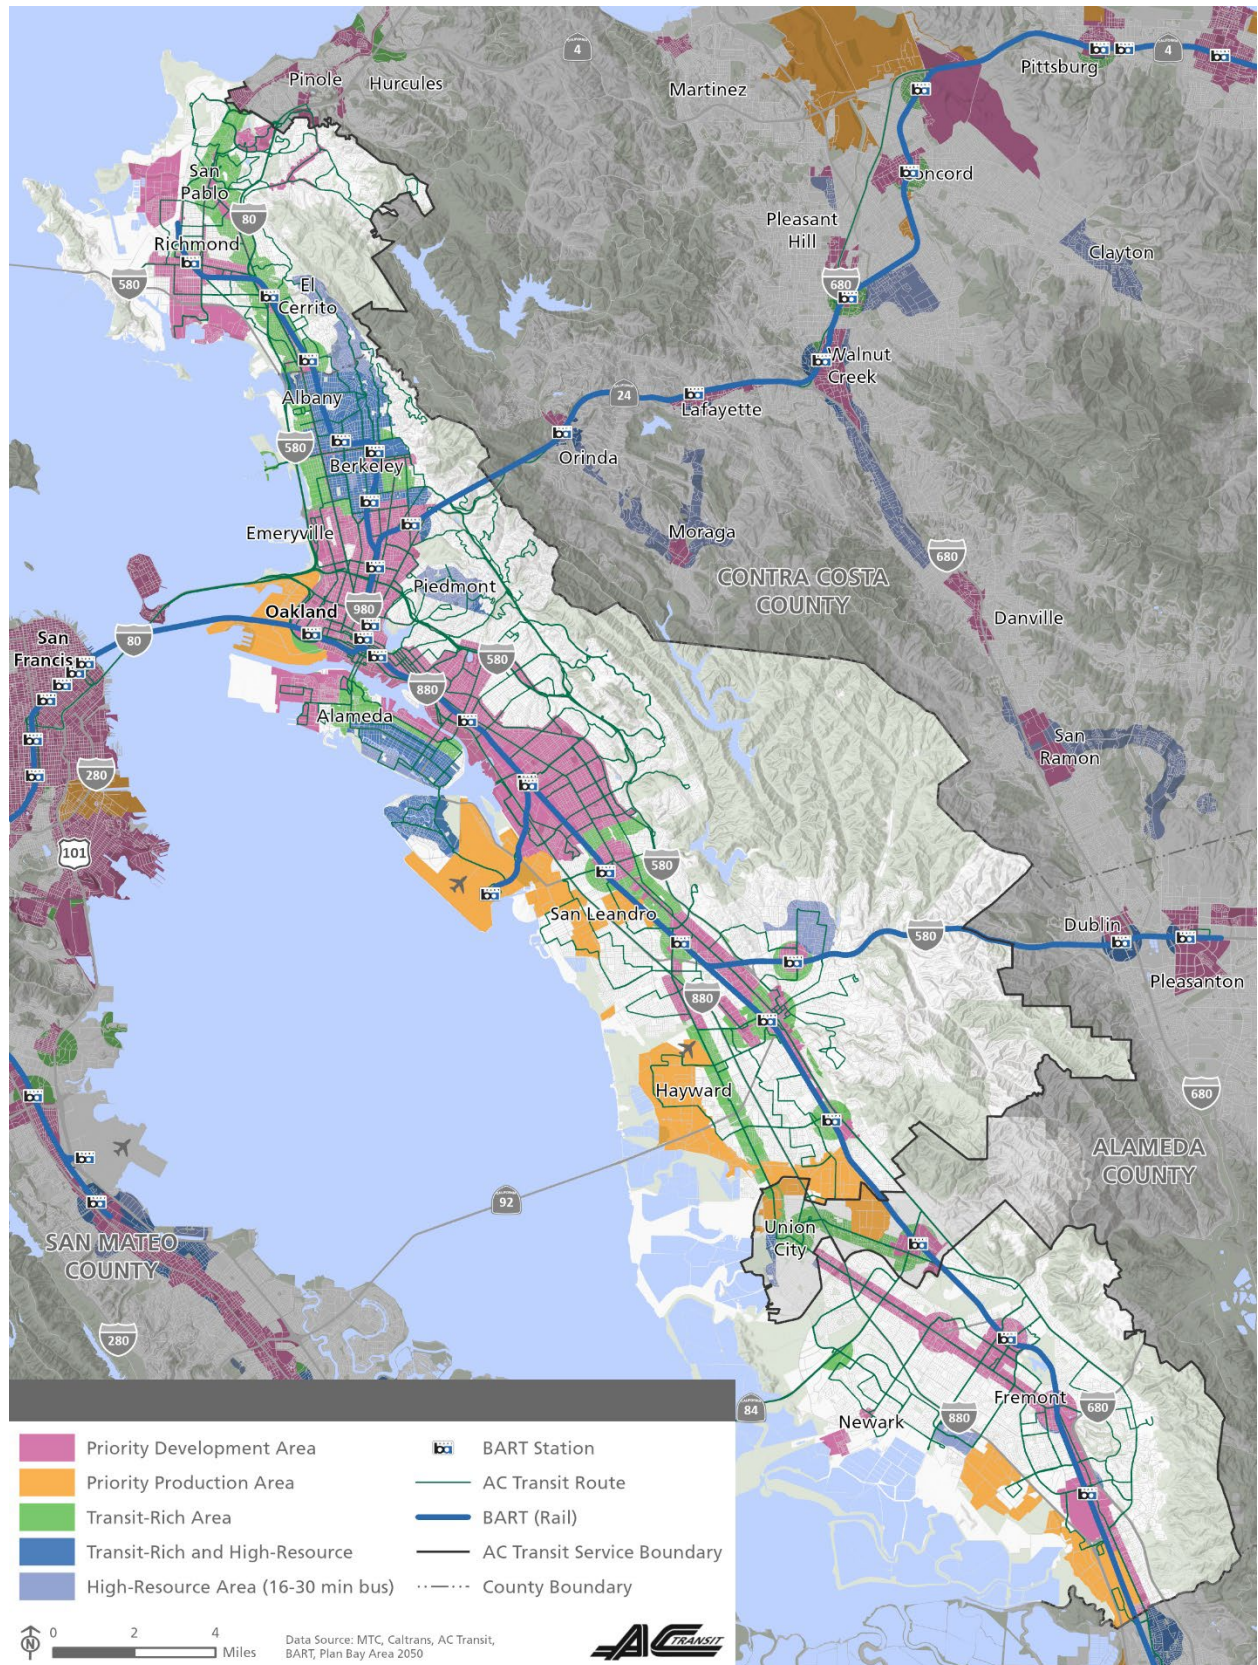 4
4
Pinole
Hurcules
Martinez
Pittsburg
San
Pablo
80
Concord
Pleasant
Hill
Richmond
Clayton
580
El
Cerrito
680
Walnut
Creek
24
Lafayette
Albany
580
Berkeley
Orinda
Emeryville
Moraga
680
CONTRA COSTA
COUNTY
Piedmont
980
Oakland
Danville
San
Francis
80
580
880
Alameda
San
Ramon
280
101
580
San Leandro
Dublin
580
Pleasanton
880
Hayward
680
ALAMEDA
COUNTY
CALIFORNIA
92
Union
City
SAN MATEO
COUNTY
280
84
Fremont
680
Newark
880
Priority Development Area
Priority Production Area
Transit-Rich Area
Transit-Rich and High-Resource
High-Resource Area (16-30 min bus)
ba BART Station
AC Transit Route
BART (Rail)
AC Transit Service Boundary
County Boundary
N
0 2 4
Miles
Data Source: MTC, Caltrans, AC Transit,
BART, Plan Bay Area 2050
AC TRANSIT